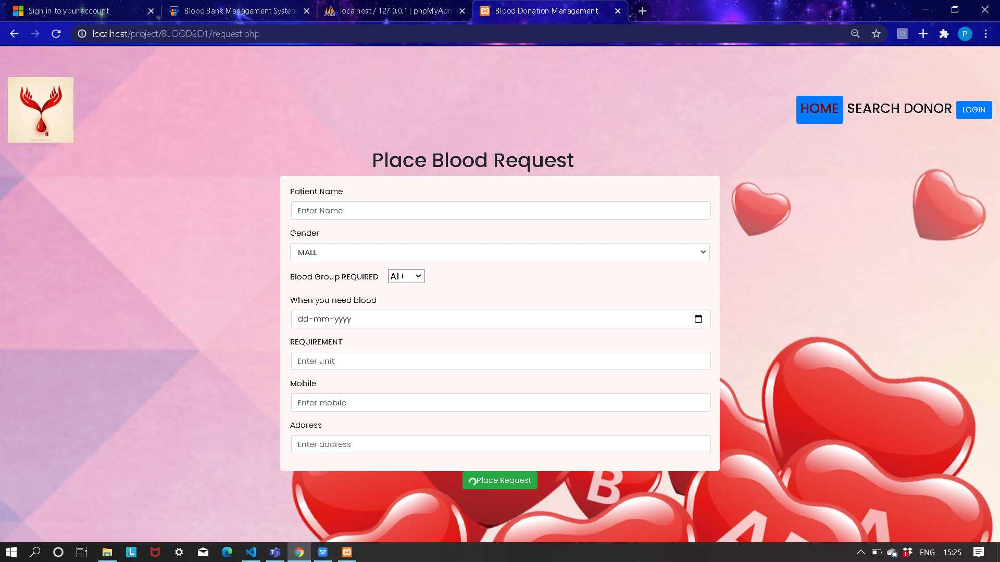 Sign in to your account
Blood Bank Management System
localhost / 127.0.0.1 | phpMyAdm
Blood Donation Management
localhost/project/BLOOD2D1/request.php
P
HOME SEARCH DONOR LOGIN
Place Blood Request
Patient Name
Enter Name
Gender
MALE
Blood Group REQUIRED A1+
When you need blood
dd-mm-yyyy
REQUIREMENT
Enter unit
Mobile
Enter mobile
Address
Enter address
Place Request
B
A
A
L
1
ENG
15:25